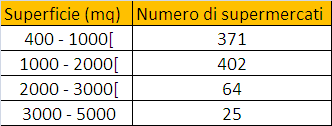 Superficie (mq) Numero di supermercati
400 - 1000[ 371
1000 - 2000[ 402
2000 - 3000[ 64
3000 - 5000 25